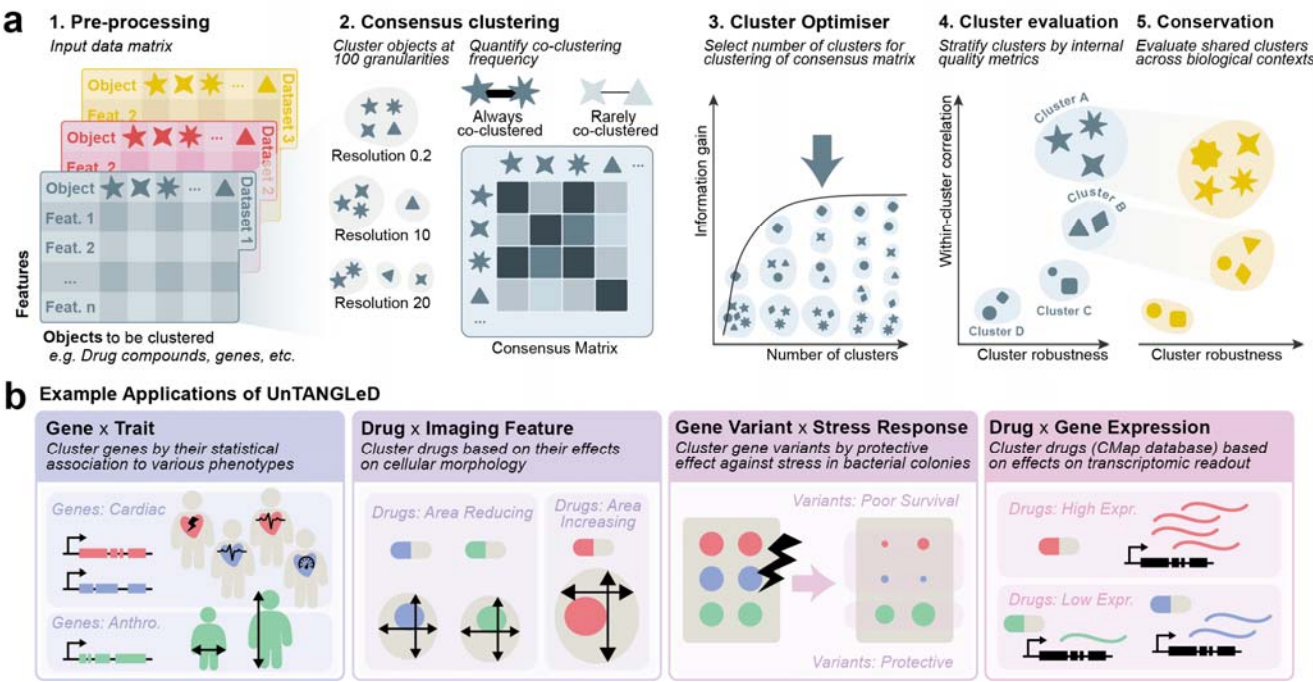 a
1. Pre-processing
Input data matrix
Object ...
Feat. 2
Dataset 3
Object ...
Feat. 2
Dataset 2
Object ...
Feat. 1
Feat. 2
...
Feat. n
Dataset 1
Features
Objects to be clustered
e.g. Drug compounds, genes, etc.
2. Consensus clustering
Cluster objects at
100 granularities
Resolution 0.2
Resolution 10
Resolution 20
Quantify co-clustering
frequency
Always
co-clustered
Rarely
co-clustered
...
...
Consensus Matrix
3. Cluster Optimiser
Select number of clusters for
clustering of consensus matrix
Information gain
Number of clusters
4. Cluster evaluation
Stratify clusters by internal
quality metrics
Within-cluster correlation
Cluster A
Cluster B
Cluster C
Cluster D
Cluster robustness
5. Conservation
Evaluate shared clusters
across biological contexts
Cluster robustness
b
Example Applications of UnTANGLeD
Gene x Trait
Cluster genes by their statistical
association to various phenotypes
Genes: Cardiac
Genes: Anthro.
Drug x Imaging Feature
Cluster drugs based on their effects
on cellular morphology
Drugs: Area Reducing
Drugs: Area
Increasing
Gene Variant x Stress Response
Cluster gene variants by protective
effect against stress in bacterial colonies
Variants: Poor Survival
Variants: Protective
Drug x Gene Expression
Cluster drugs (CMap database) based
on effects on transcriptomic readout
Drugs: High Expr.
Drugs: Low Expr.